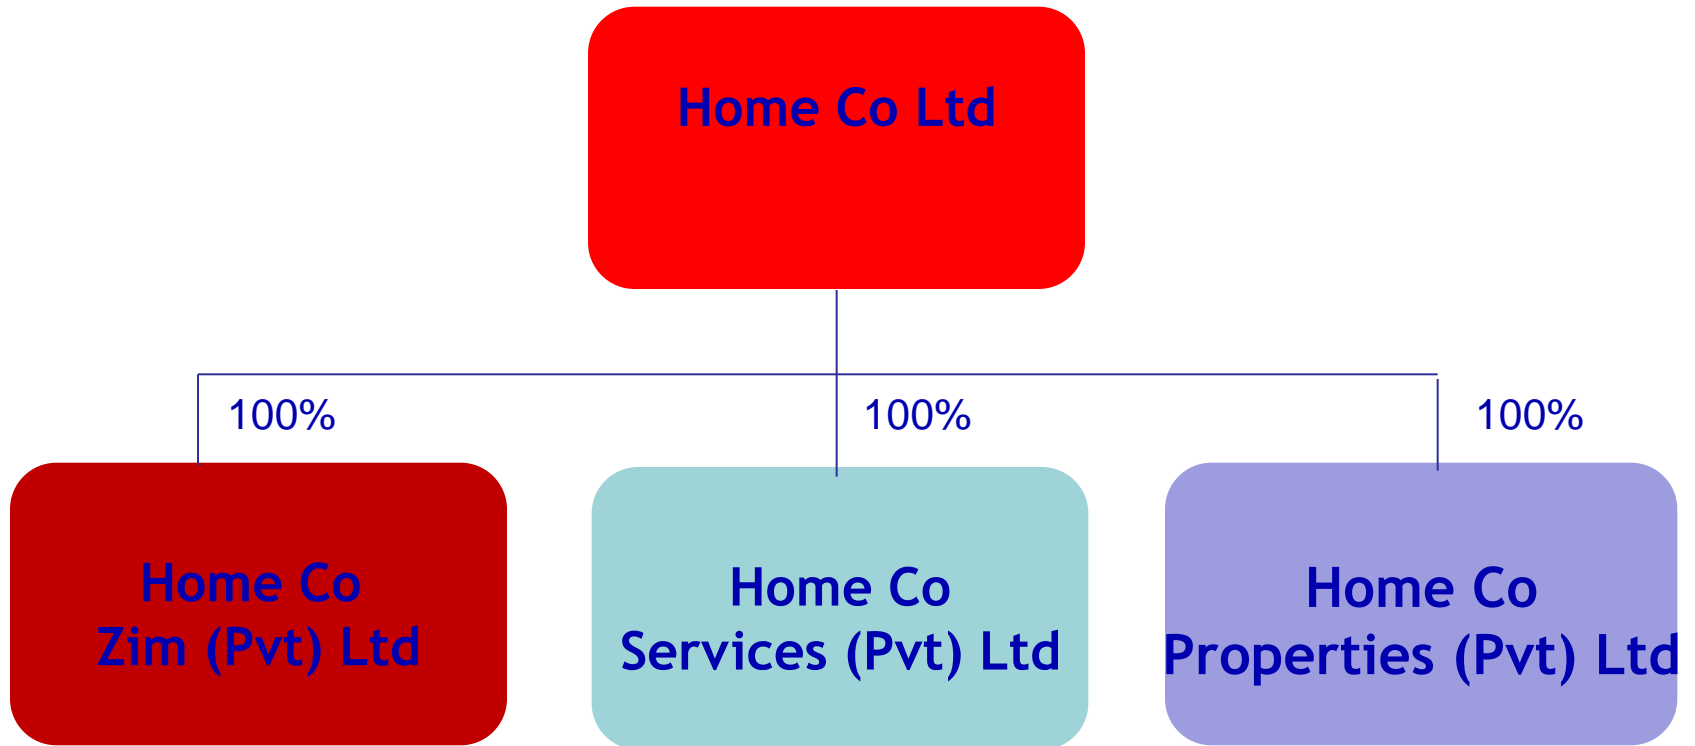 Home Co Ltd
100%
100%
100%
Home Co
Zim (Pvt) Ltd
Home Co
Services (Pvt) Ltd
Home Co
Properties (Pvt) Ltd